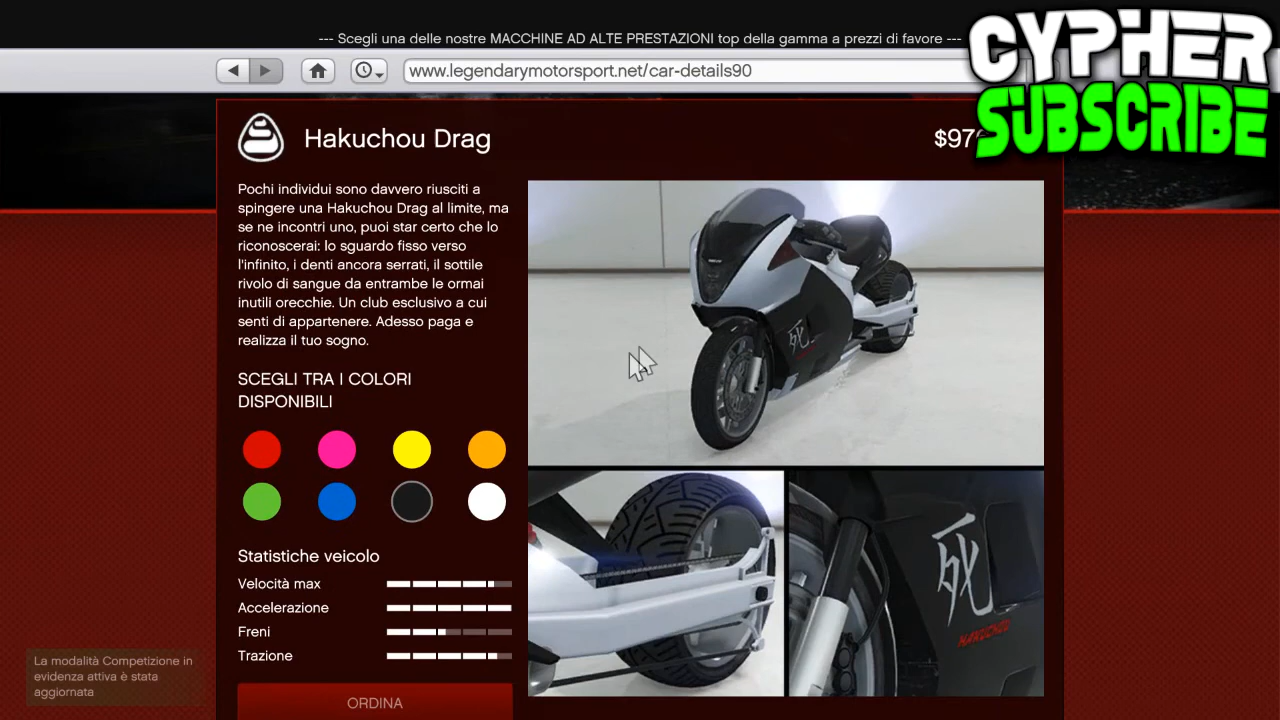 --- Scegli una delle nostre MACCHINE AD ALTE PRESTAZIONI top della gamma a prezzi di favore ---
CYPHER
SUBSCRIBE
www.legendarymotorsport.net/car-details90
Hakuchou Drag
Pochi individui sono davvero riusciti a
spingere una Hakuchou Drag al limite, ma
se ne incontri uno, puoi star certo che lo
riconoscerai: lo sguardo fisso verso
l'infinito, i denti ancora serrati, il sottile
rivolo di sangue da entrambe le ormai
inutili orecchie. Un club esclusivo a cui
senti di appartenere. Adesso paga e
realizza il tuo sogno.
SCEGLI TRA I COLORI
DISPONIBILI
Statistiche veicolo
Velocità max
Accelerazione
Freni
Trazione
ORDINA
死
死
HAKUCHOU
La modalità Competizione in
evidenza attiva è stata
aggiornata